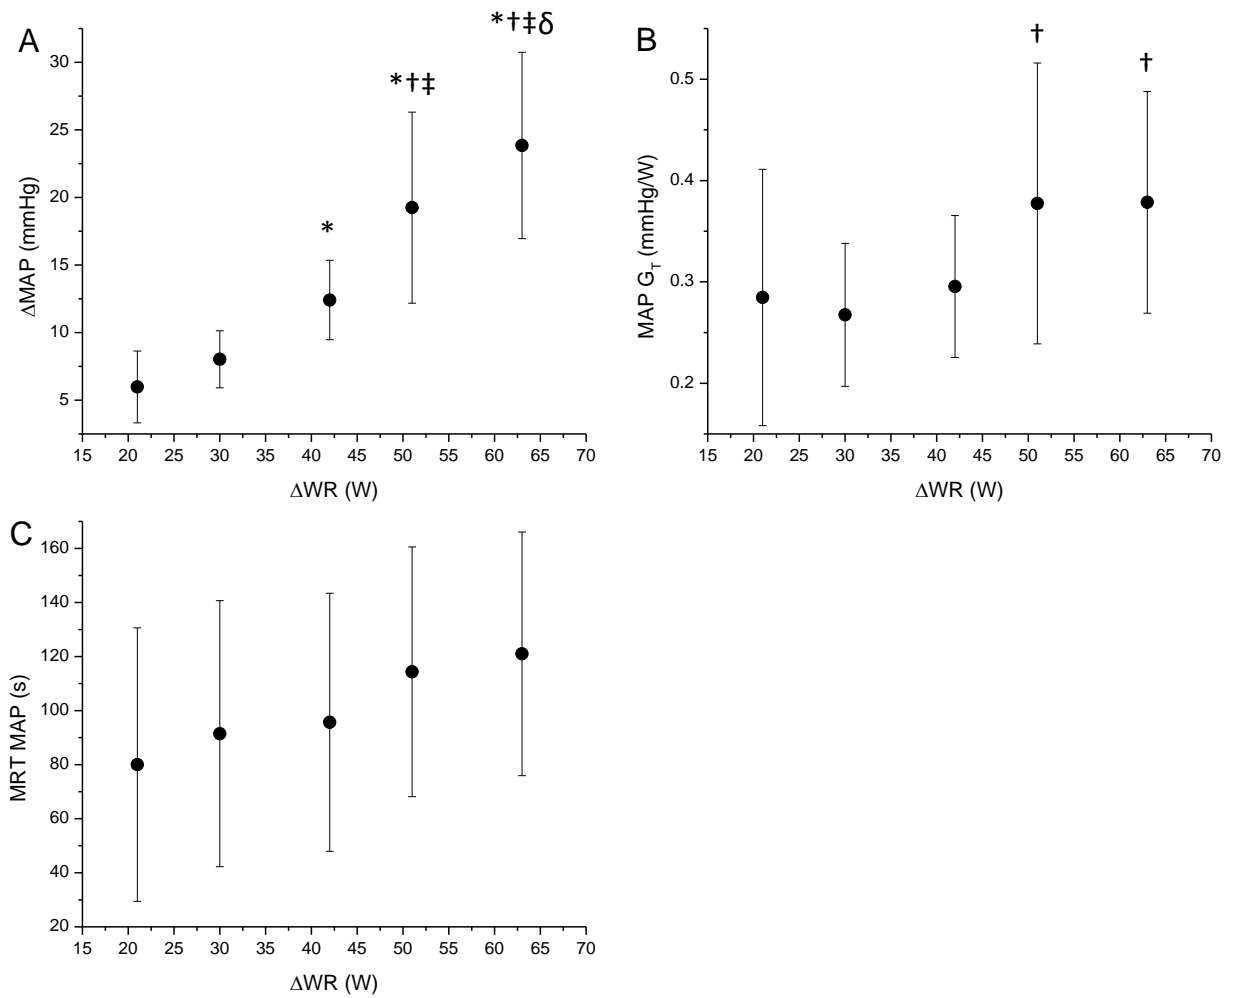 A
*†‡δ
*†‡
*
30
25
20
15
10
5
ΔMAP (mmHg)
15 20 25 30 35 40 45 50 55 60 65 70
ΔWR (W)
B
†
†
0.5
0.4
0.3
0.2
MAP G_T (mmHg/W)
15 20 25 30 35 40 45 50 55 60 65 70
ΔWR (W)
C
160
140
120
100
80
60
40
20
MRT MAP (s)
15 20 25 30 35 40 45 50 55 60 65 70
ΔWR (W)